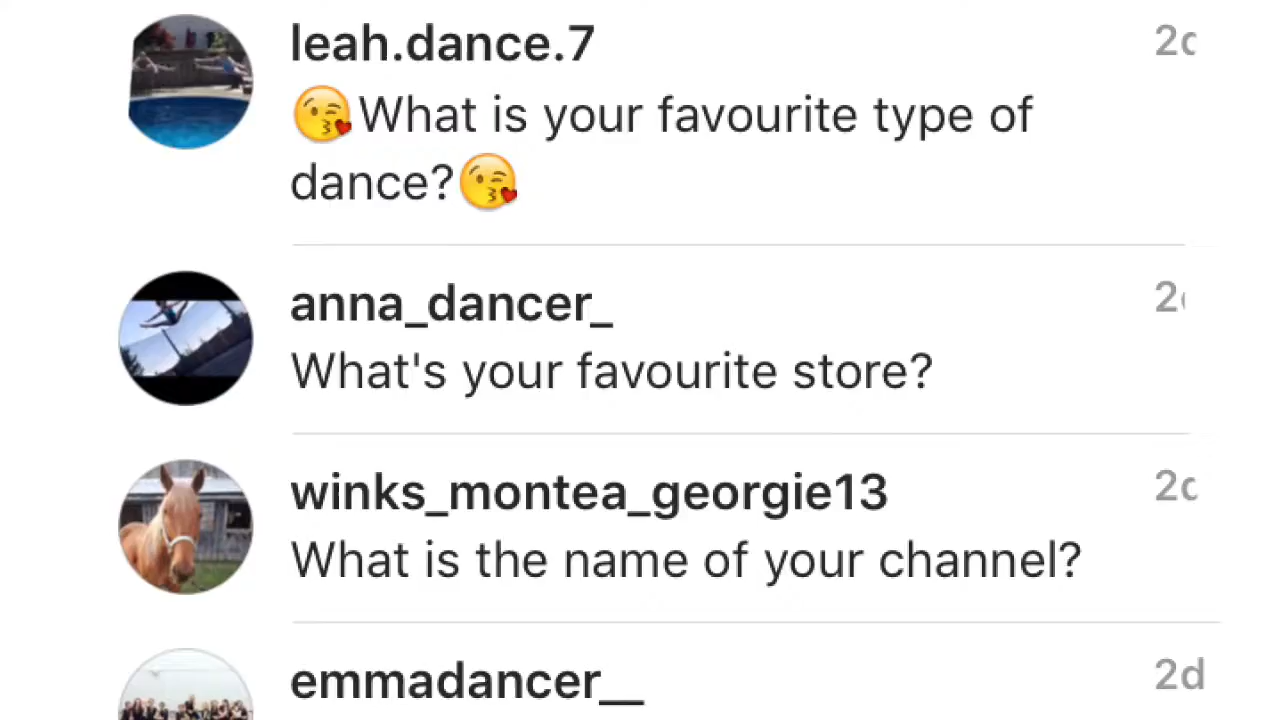 leah.dance.7 2d
😘What is your favourite type of
dance?😘
anna_dancer_
What's your favourite store?
winks_montea_georgie13 2d
What is the name of your channel?
emmadancer__ 2d